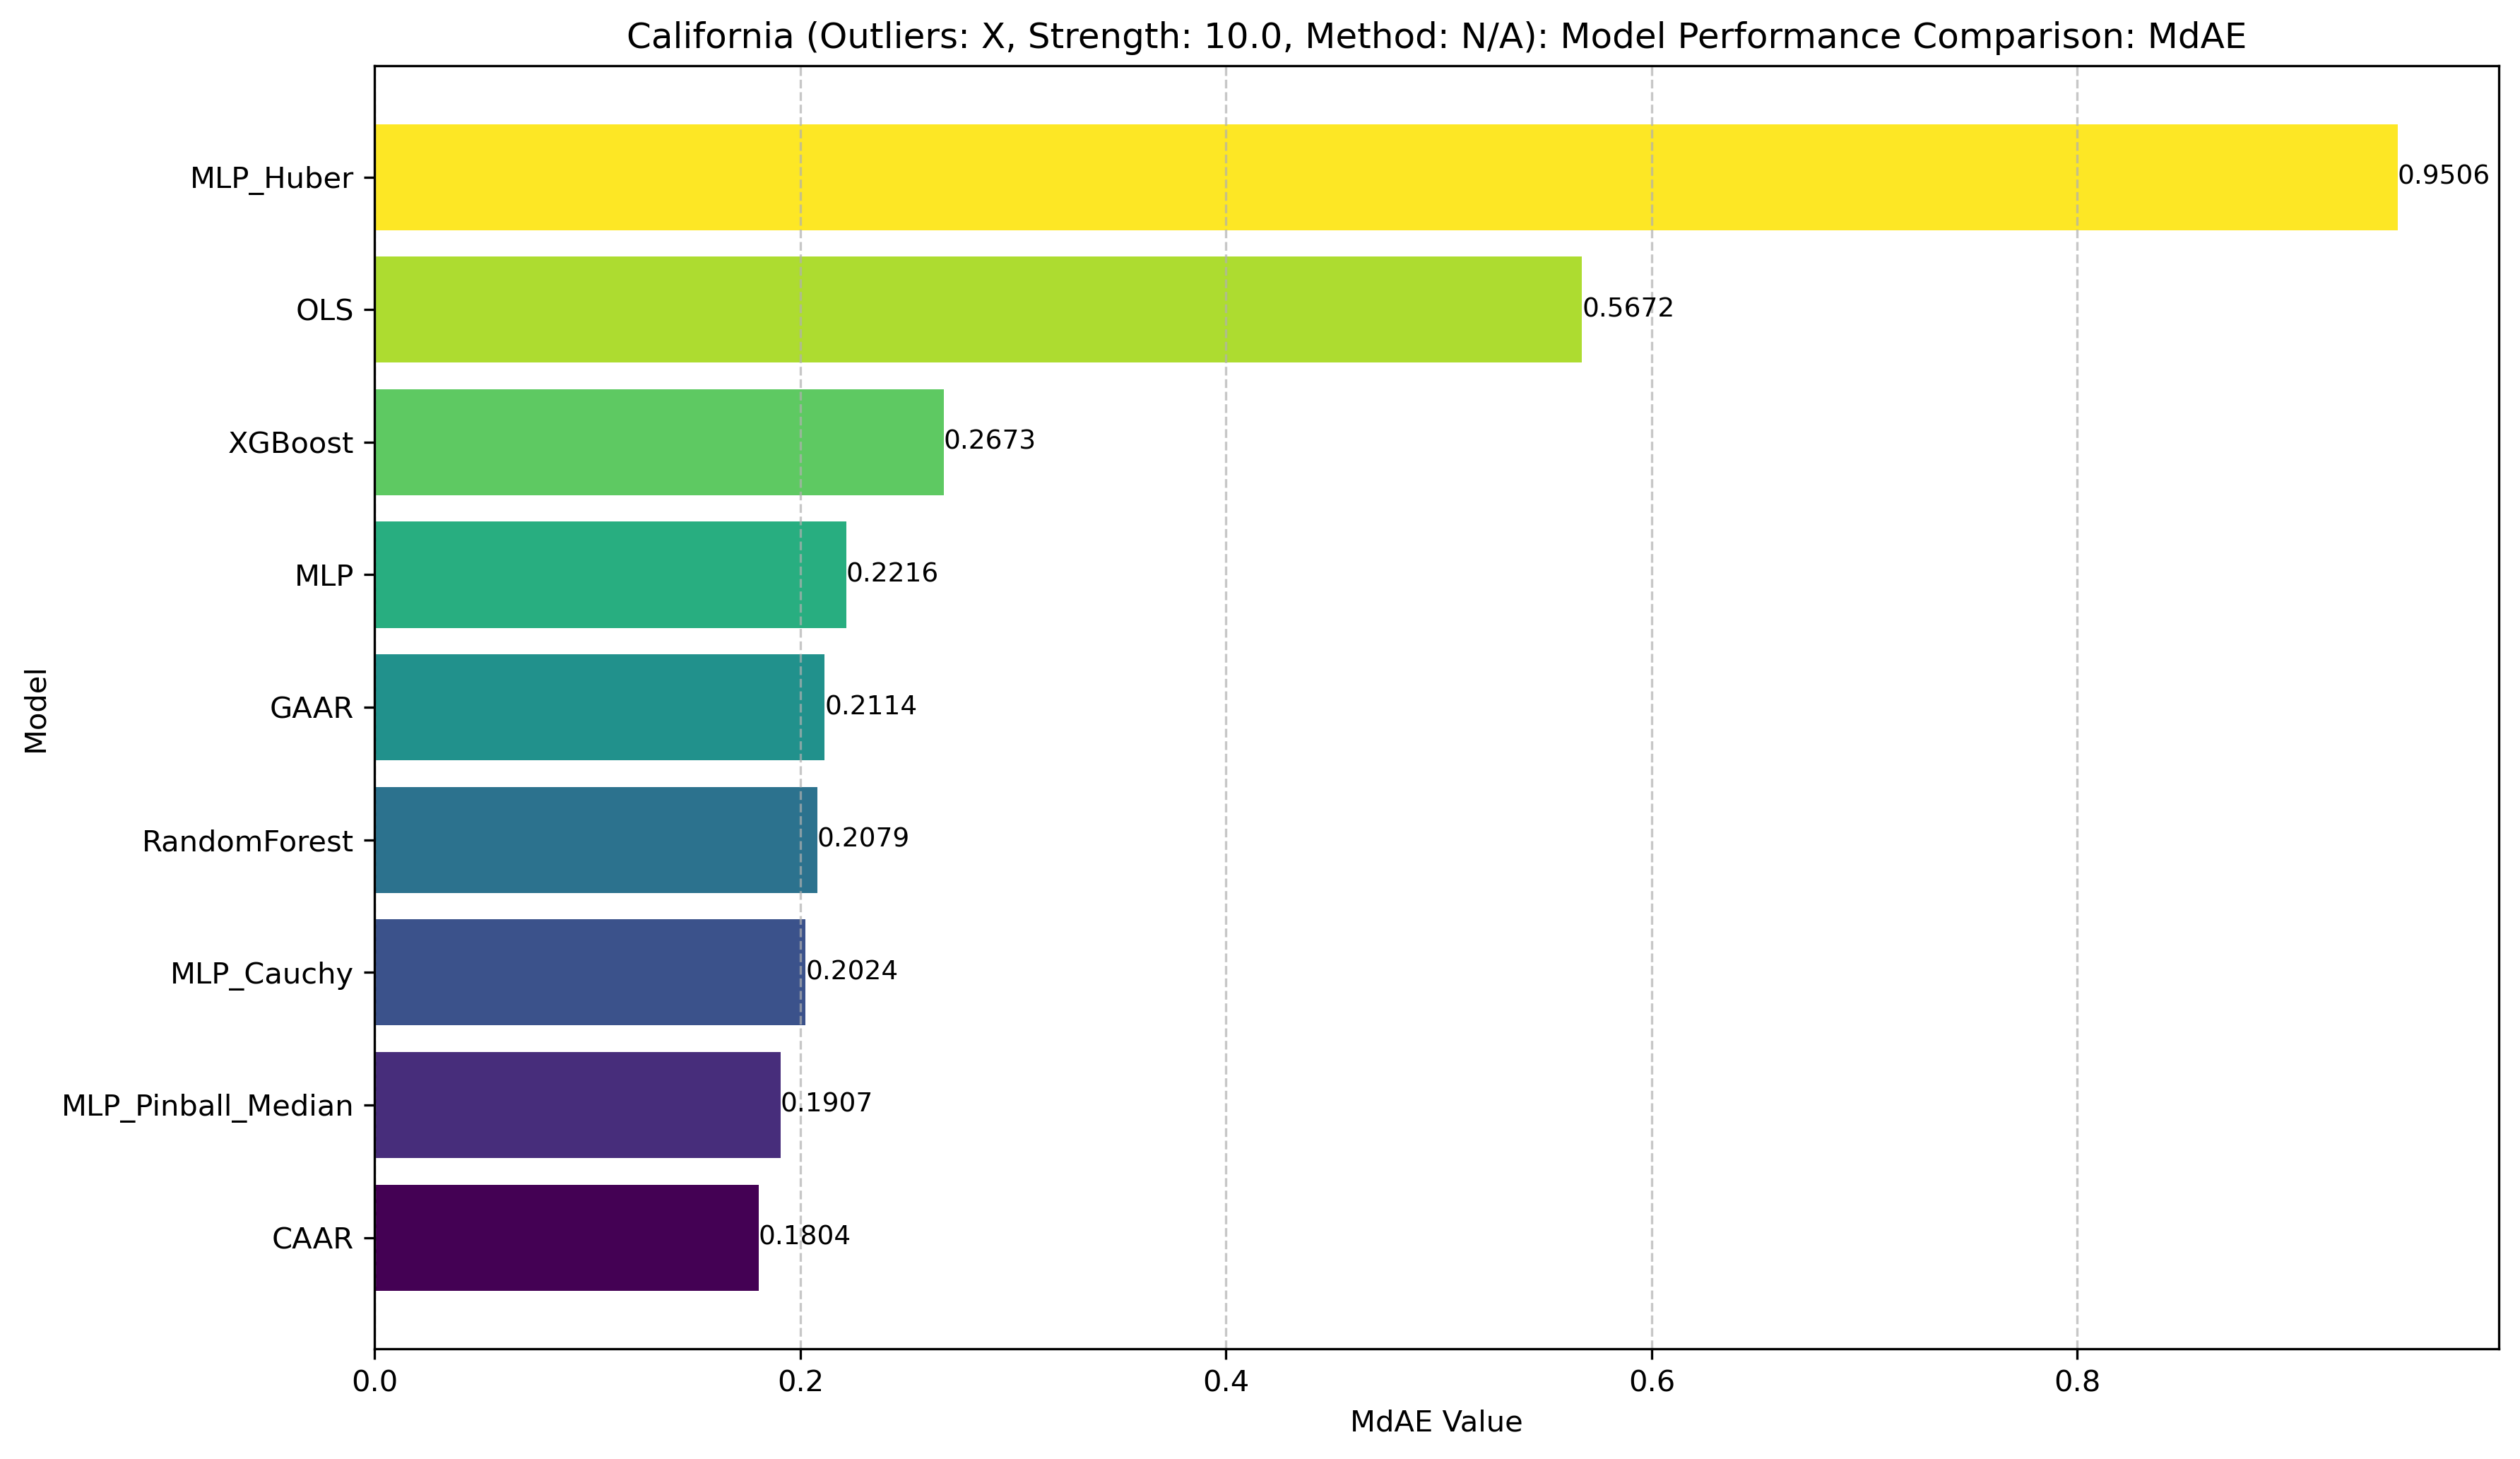 California (Outliers: X, Strength: 10.0, Method: N/A): Model Performance Comparison: MdAE
MLP_Huber
0.9506
OLS
0.5672
XGBoost
0.2673
MLP
0.2216
GAAR
0.2114
RandomForest
0.2079
MLP_Cauchy
0.2024
MLP_Pinball_Median
0.1907
CAAR
0.1804
Model
0.0 0.2 0.4 0.6 0.8
MdAE Value